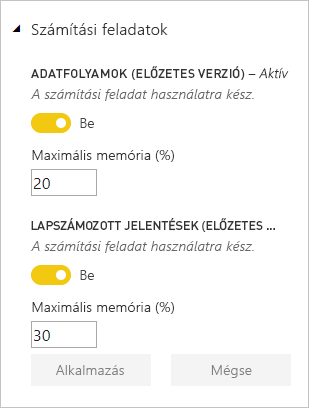 Számítási feladatok
ADATFOLYAMOK (ELŐZETES VERZIÓ) – Aktív
A számítási feladat használatra kész.
Be
Maximális memória (%)
20
LAPSZÁMOZOTT JELENTÉSEK (ELŐZETES ...
A számítási feladat használatra kész.
Be
Maximális memória (%)
30
Alkalmazás Mégse